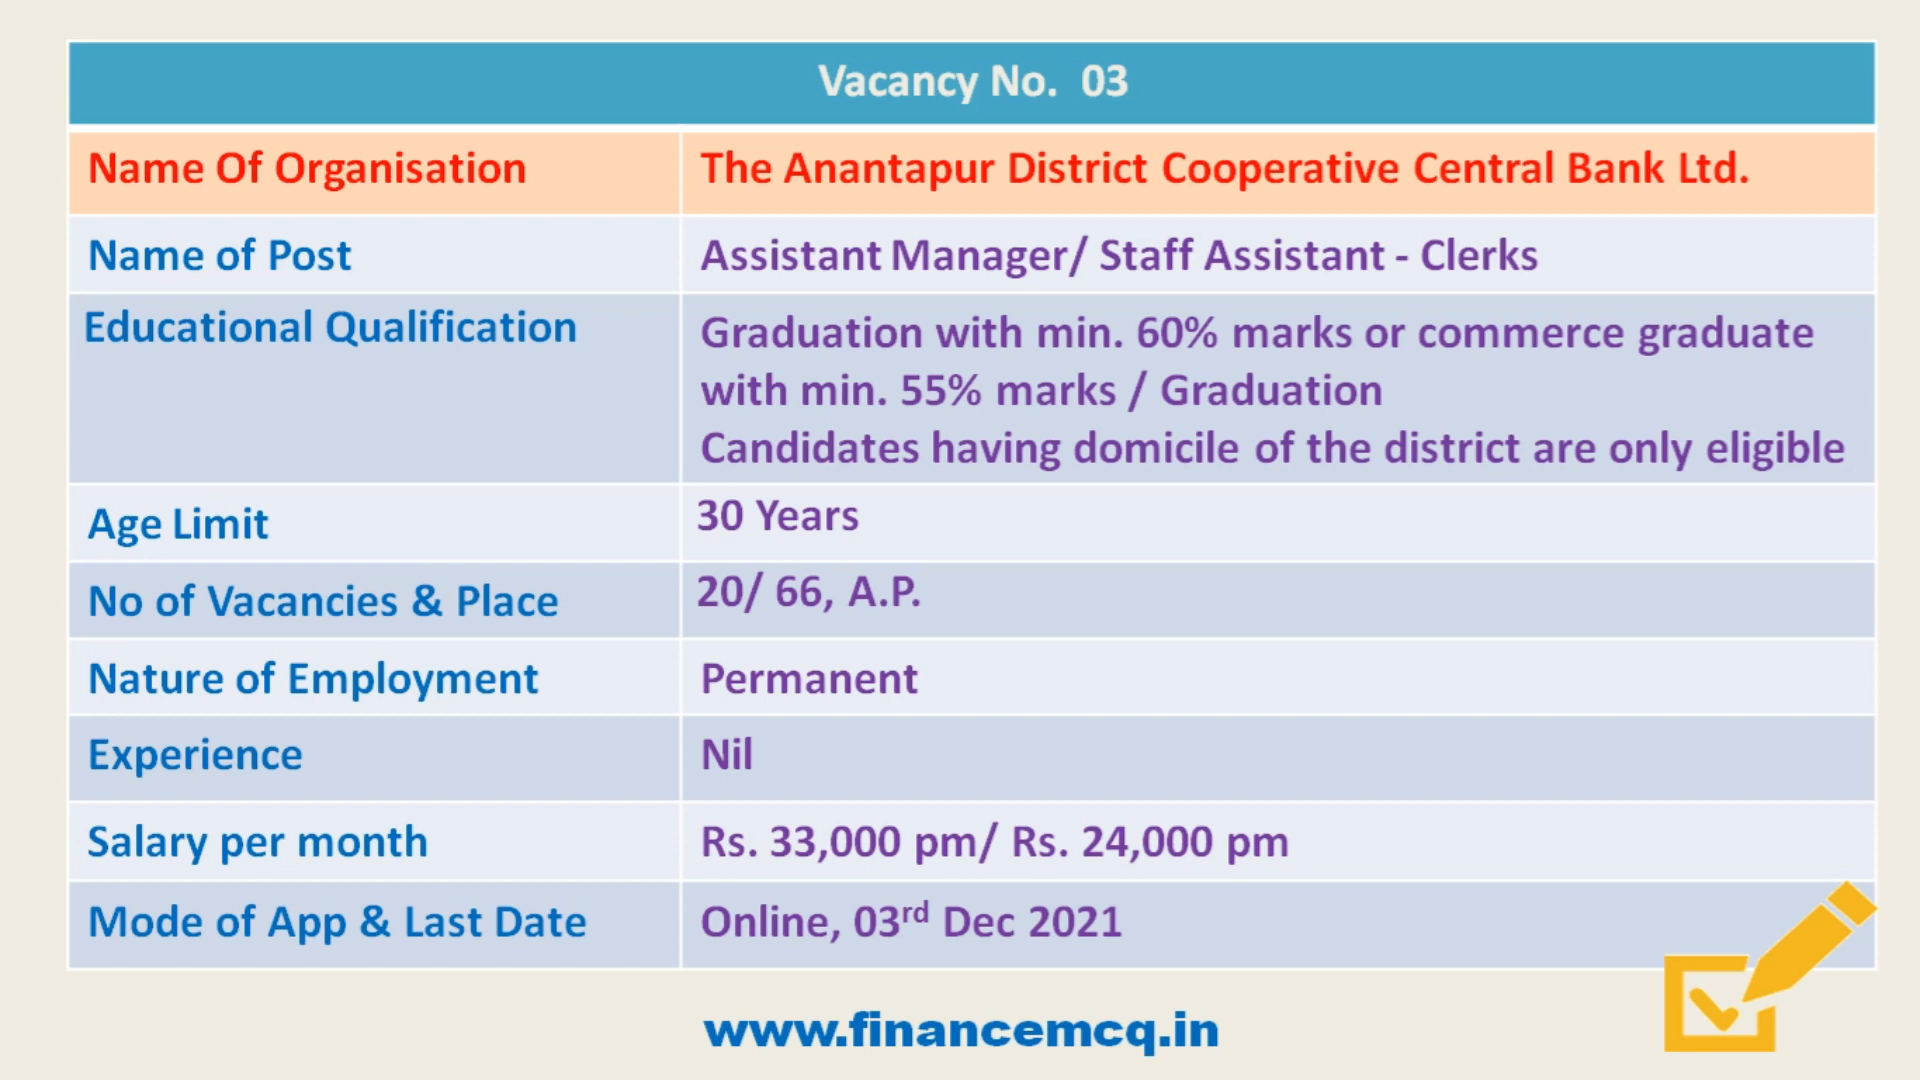 Vacancy No. 03
Name Of Organisation
The Anantapur District Cooperative Central Bank Ltd.
Name of Post
Assistant Manager/ Staff Assistant - Clerks
Educational Qualification
Graduation with min. 60% marks or commerce graduate
with min. 55% marks / Graduation
Candidates having domicile of the district are only eligible
Age Limit
30 Years
No of Vacancies & Place
20/ 66, A.P.
Nature of Employment
Permanent
Experience
Nil
Salary per month
Rs. 33,000 pm/ Rs. 24,000 pm
Mode of App & Last Date
Online, 03rd Dec 2021
www.financemcq.in